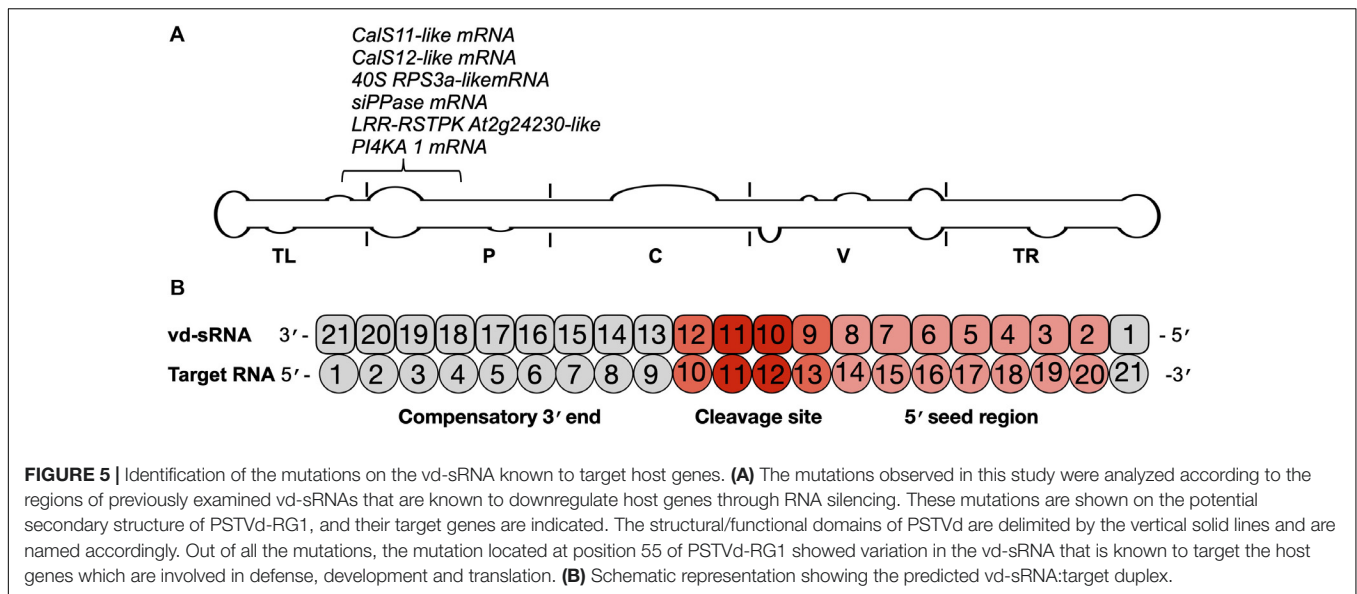 A
CalS11-like mRNA
CalS12-like mRNA
40S RPS3a-likemRNA
siPPase mRNA
LRR-RSTPK At2g24230-like
PI4KA 1 mRNA
TL P C V TR
B
vd-sRNA 3′ - 21 20 19 18 17 16 15 14 13 12 11 10 9 8 7 6 5 4 3 2 1 - 5′
Target RNA 5′ - 1 2 3 4 5 6 7 8 9 10 11 12 13 14 15 16 17 18 19 20 21 -3′
Compensatory 3′ end Cleavage site 5′ seed region
FIGURE 5 | Identification of the mutations on the vd-sRNA known to target host genes. (A) The mutations observed in this study were analyzed according to the
regions of previously examined vd-sRNAs that are known to downregulate host genes through RNA silencing. These mutations are shown on the potential
secondary structure of PSTVd-RG1, and their target genes are indicated. The structural/functional domains of PSTVd are delimited by the vertical solid lines and are
named accordingly. Out of all the mutations, the mutation located at position 55 of PSTVd-RG1 showed variation in the vd-sRNA that is known to target the host
genes which are involved in defense, development and translation. (B) Schematic representation showing the predicted vd-sRNA:target duplex.